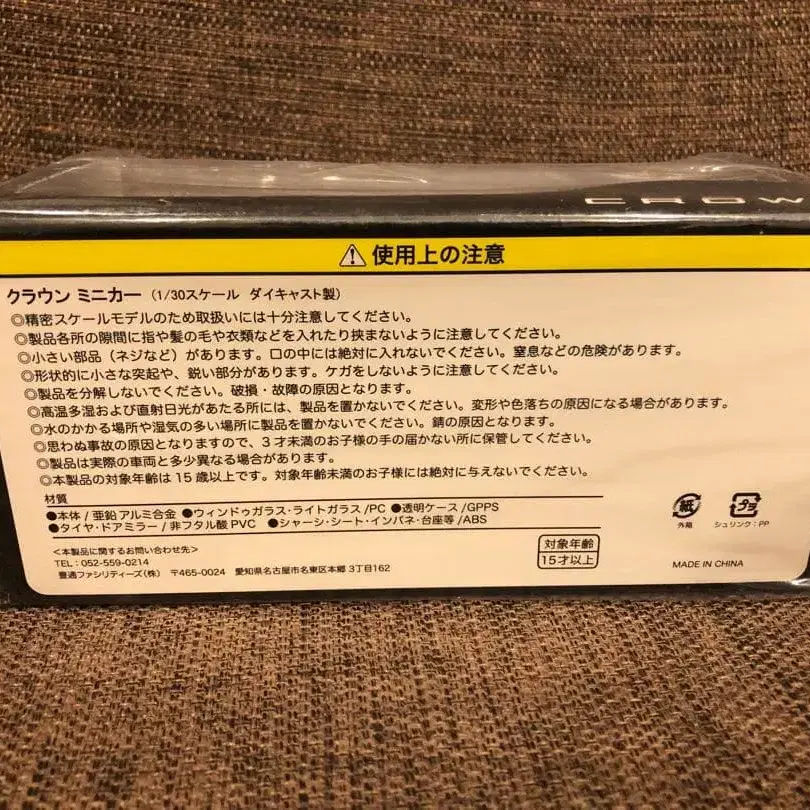 CROW
使用上の注意
クラウン ミニカー (1/30スケール ダイキャスト製)
◎精密スケールモデルのため取扱いには十分注意してください。
◎製品各所の隙間に指や髪の毛や衣類などを入れたり挟まないように注意してください。
◎小さい部品(ネジなど)があります。口の中には絶対に入れないでください。窒息などの危険があります。
◎形状的に小さな突起や、鋭い部分があります。ケガをしないように注意してください。
◎製品を分解しないでください。破損・故障の原因となります。
◎高温多湿および直射日光があたる所には、製品を置かないでください。変形や色落ちの原因になる場合があります。
◎水のかかる場所や湿気の多い場所に製品を置かないでください。錆の原因となります。
◎思わぬ事故の原因となりますので、3才未満のお子様の手の届かない所に保管してください。
◎製品は実際の車両と多少異なる場合があります。
◎本製品の対象年齢は15歳以上です。対象年齢未満のお子様には絶対に与えないでください。
材質
●本体/亜鉛アルミ合金 ●ウィンドゥガラス・ライトガラス/PC ●透明ケース/GPPS
●タイヤ・ドアミラー/非フタル酸PVC ●シャーシ・シート・インパネ・台座等/ABS
<本製品に関するお問い合わせ先>
TEL:052-559-0214
豊通ファシリティーズ(株) 〒465-0024 愛知県名古屋市名東区本郷3丁目162
対象年齢
15才以上
紙
外箱
プラ
シュリンク:PP
MADE IN CHINA